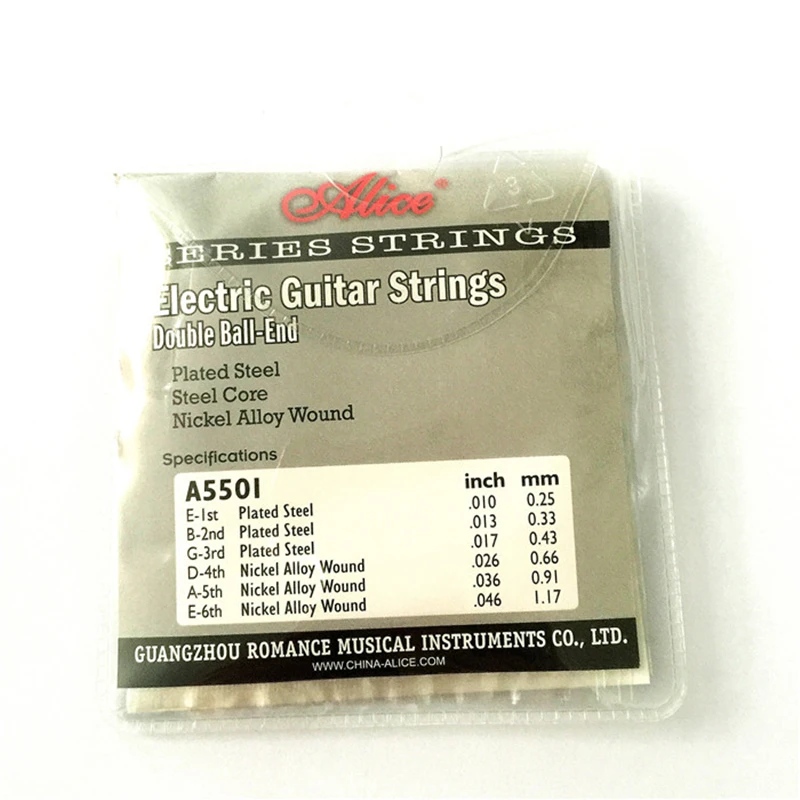 Alice®
3
SERIES STRINGS
Electric Guitar Strings
Double Ball-End
Plated Steel
Steel Core
Nickel Alloy Wound
Specifications
A5501 inch mm
E-1st Plated Steel .010 0.25
B-2nd Plated Steel .013 0.33
G-3rd Plated Steel .017 0.43
D-4th Nickel Alloy Wound .026 0.66
A-5th Nickel Alloy Wound .036 0.91
E-6th Nickel Alloy Wound .046 1.17
GUANGZHOU ROMANCE MUSICAL INSTRUMENTS CO., LTD.
WWW.CHINA-ALICE.COM